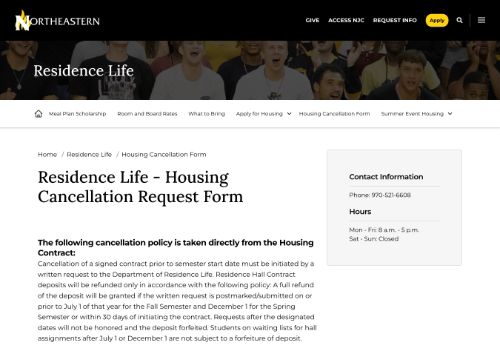 NORTHEASTERN
GIVE ACCESS NJC REQUEST INFO Apply
Residence Life
Meal Plan Scholarship Room and Board Rates What to Bring Apply for Housing Housing Cancellation Form Summer Event Housing
Home / Residence Life / Housing Cancellation Form
Residence Life - Housing
Cancellation Request Form
The following cancellation policy is taken directly from the Housing
Contract:
Cancellation of a signed contract prior to semester start date must be initiated by a
written request to the Department of Residence Life. Residence Hall Contract
deposits will be refunded only in accordance with the following policy: A full refund
of the deposit will be granted if the written request is postmarked/submitted on or
prior to July 1 of that year for the Fall Semester and December 1 for the Spring
Semester or within 30 days of initiating the contract. Requests after the designated
dates will not be honored and the deposit forfeited. Students on waiting lists for hall
assignments after July 1 or December 1 are not subject to a forfeiture of deposit.
Contact Information
Phone: 970-521-6608
Hours
Mon - Fri: 8 a.m. - 5 p.m.
Sat - Sun: Closed